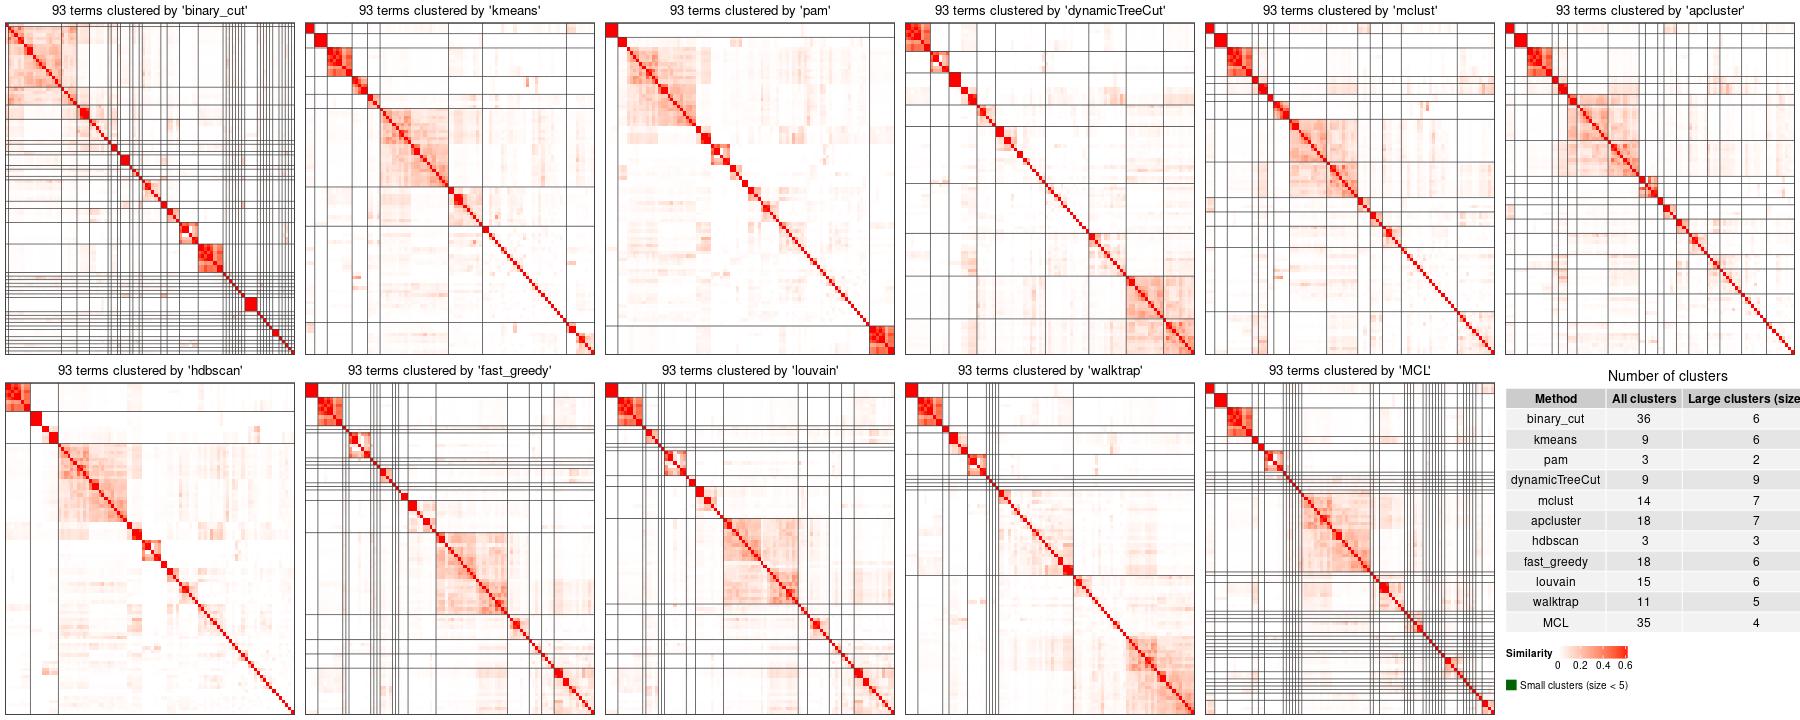 93 terms clustered by 'binary_cut'
93 terms clustered by 'kmeans'
93 terms clustered by 'pam'
93 terms clustered by 'dynamicTreeCut'
93 terms clustered by 'mclust'
93 terms clustered by 'apcluster'
93 terms clustered by 'hdbscan'
93 terms clustered by 'fast_greedy'
93 terms clustered by 'louvain'
93 terms clustered by 'walktrap'
93 terms clustered by 'MCL'
Number of clusters
Method All clusters Large clusters (size
binary_cut 36 6
kmeans 9 6
pam 3 2
dynamicTreeCut 9 9
mclust 14 7
apcluster 18 7
hdbscan 3 3
fast_greedy 18 6
louvain 15 6
walktrap 11 5
MCL 35 4
Similarity
0 0.2 0.4 0.6
Small clusters (size < 5)